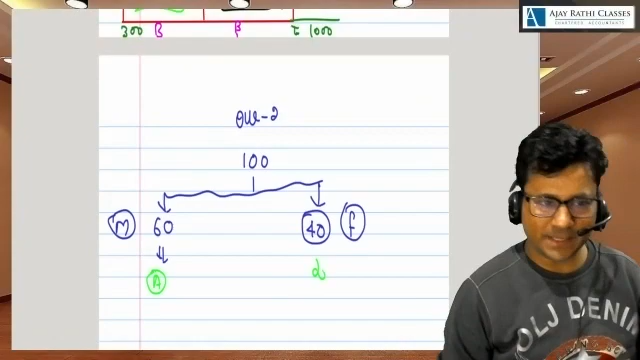 AJAY RATHI CLASSES
CHARTERED ACCOUNTANTS
300 B B 1000
Que-2
100
M 60 40 F
A
OLJ DENIM